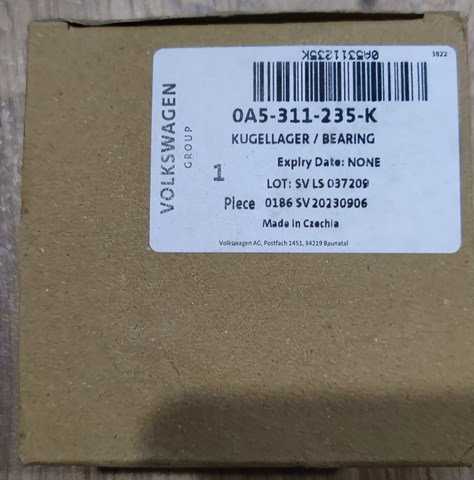 0A5311235K
3822
0A5-311-235-K
KUGELLAGER / BEARING
Expiry Date: NONE
LOT: SV LS 037209
1
Piece 0186 SV 20230906
Made in Czechia
Volkswagen AG, Postfach 1451, 34219 Baunatal
VOLKSWAGEN
GROUP